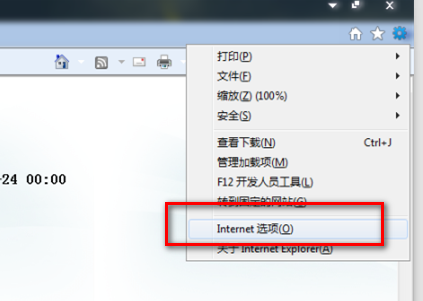 打印(P)
文件(F)
缩放(Z) (100%)
安全(S)
查看下载(N) Ctrl+J
管理加载项(M)
-24 00:00
F12 开发人员工具(L)
转到固定的网站(G)
Internet 选项(O)
关于 Internet Explorer(A)